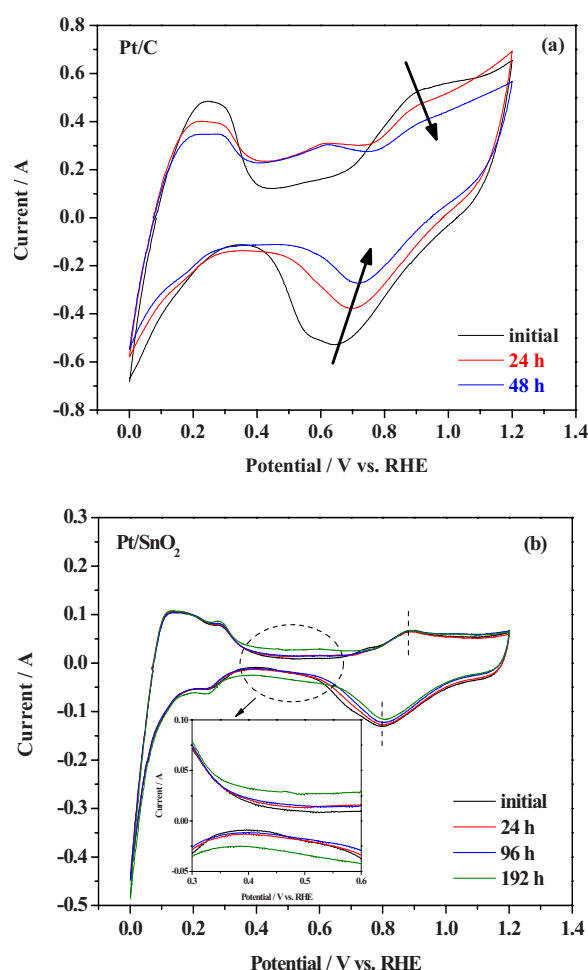 Pt/C
(a)
0.8
0.6
0.4
0.2
0.0
-0.2
-0.4
-0.6
-0.8
Current / A
initial
24 h
48 h
0.0 0.2 0.4 0.6 0.8 1.0 1.2 1.4
Potential / V vs. RHE
Pt/SnO2
(b)
0.3
0.2
0.1
0.0
-0.1
-0.2
-0.3
-0.4
-0.5
Current / A
0.10
0.05
0.00
-0.05
Current / A
0.3 0.4 0.5 0.6
Potential / V vs. RHE
initial
24 h
96 h
192 h
0.0 0.2 0.4 0.6 0.8 1.0 1.2 1.4
Potential / V vs. RHE